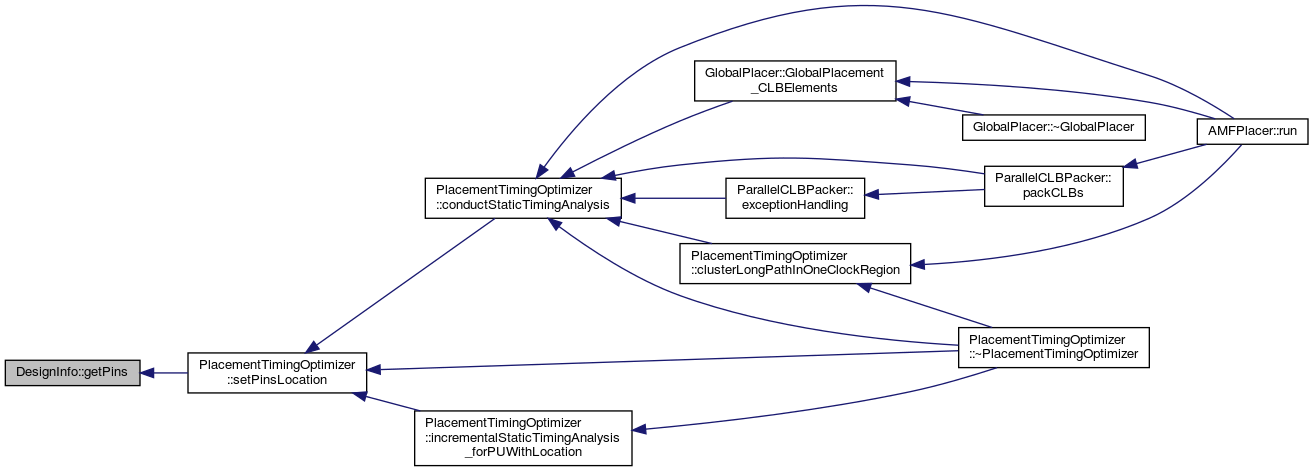 DesignInfo::getPins
PlacementTimingOptimizer
::setPinsLocation
PlacementTimingOptimizer
::conductStaticTimingAnalysis
PlacementTimingOptimizer
::incrementalStaticTimingAnalysis
_forPUWithLocation
GlobalPlacer::GlobalPlacement
_CLBElements
ParallelCLBPacker::
exceptionHandling
PlacementTimingOptimizer
::clusterLongPathInOneClockRegion
GlobalPlacer::~GlobalPlacer
ParallelCLBPacker::
packCLBs
PlacementTimingOptimizer
::~PlacementTimingOptimizer
AMFPlacer::run